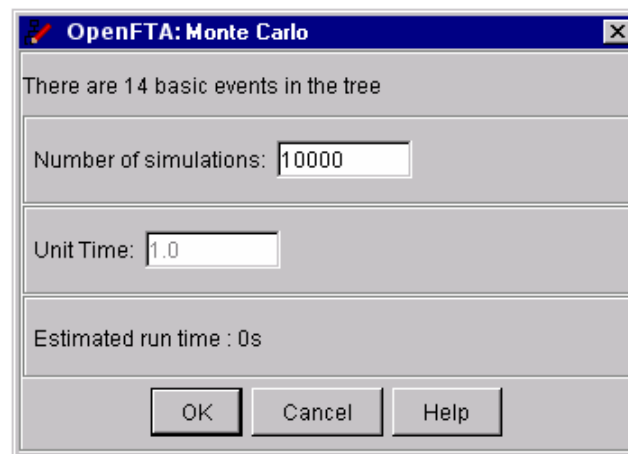 OpenFTA: Monte Carlo
There are 14 basic events in the tree
Number of simulations: 10000
Unit Time: 1.0
Estimated run time : 0s
OK Cancel Help